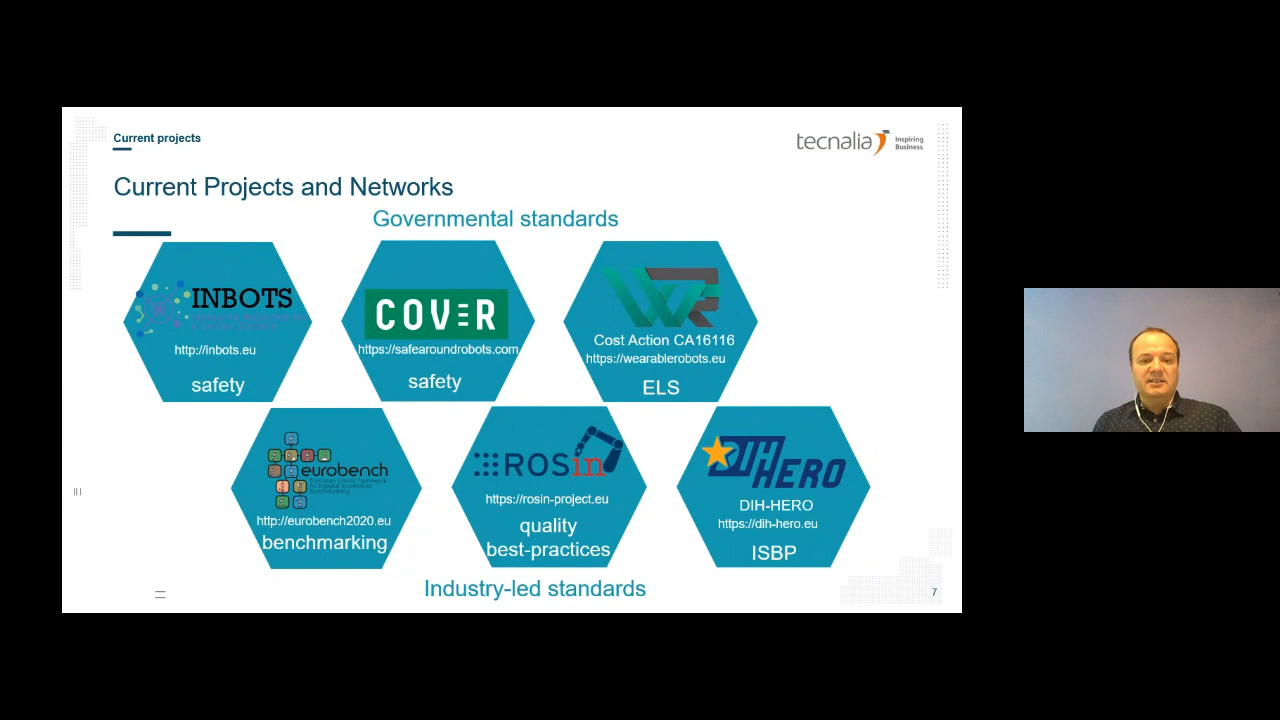 Current projects
tecnalia Inspiring Business
Current Projects and Networks
Governmental standards
INBOTS
http://inbots.eu
safety
COVER
https://safearoundrobots.com
safety
WR
Cost Action CA16116
https://wearablerobots.eu
ELS
eurobench
http://eurobench2020.eu
benchmarking
ROSin
https://rosin-project.eu
quality
best-practices
DIH HERO
DIH-HERO
https://dih-hero.eu
ISBP
Industry-led standards
7